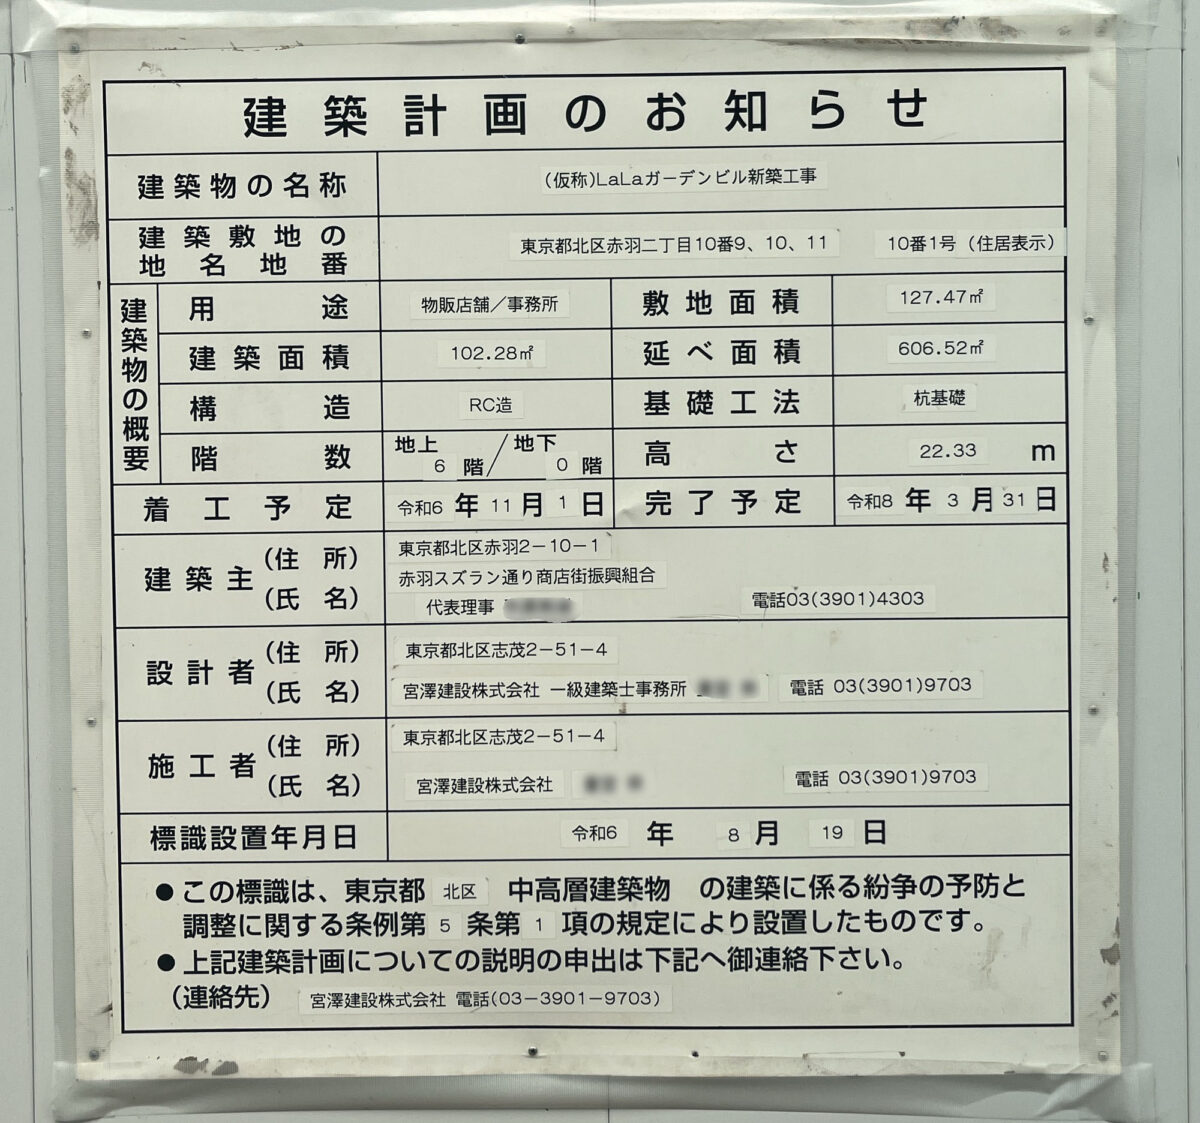 建築計画のお知らせ
建築物の名称 (仮称)LaLaガーデンビル新築工事
建築敷地の
地名地番 東京都北区赤羽二丁目10番9、10、11 10番1号（住居表示）
建築物の概要
用途 物販店舗／事務所 敷地面積 127.47㎡
建築面積 102.28㎡ 延べ面積 606.52㎡
構造 RC造 基礎工法 杭基礎
階数 地上6階／地下0階 高さ 22.33 m
着工予定 令和6年11月1日 完了予定 令和8年3月31日
建築主 (住所) 東京都北区赤羽2－10－1
赤羽スズラン通り商店街振興組合
(氏名) 代表理事 電話03(3901)4303
設計者 (住所) 東京都北区志茂2－51－4
(氏名) 宮澤建設株式会社 一級建築士事務所 電話 03(3901)9703
施工者 (住所) 東京都北区志茂2－51－4
(氏名) 宮澤建設株式会社 電話 03(3901)9703
標識設置年月日 令和6年8月19日
●この標識は、東京都北区 中高層建築物 の建築に係る紛争の予防と
調整に関する条例第5条第1項の規定により設置したものです。
●上記建築計画についての説明の申出は下記へ御連絡下さい。
（連絡先） 宮澤建設株式会社 電話(03－3901－9703)